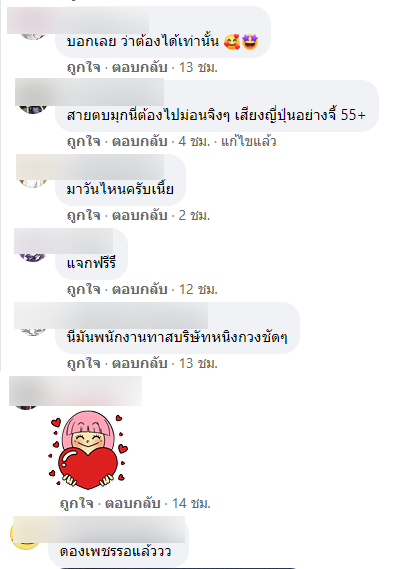 บอกเลย ว่าต้องได้เท่านั้น 🥰🤩
ถูกใจ · ตอบกลับ · 13 ชม.
สายตบมุกนี่ต้องไปม่อนจิงๆ เสียงญี่ปุ่นอย่างจี้ 55+
ถูกใจ · ตอบกลับ · 4 ชม. · แก้ไขแล้ว
มาวันไหนครับเนี้ย
ถูกใจ · ตอบกลับ · 2 ชม.
แจกฟรีรึ
ถูกใจ · ตอบกลับ · 12 ชม.
นี่มันพนักงานทาสบริษัทหนิงกวงชัดๆ
ถูกใจ · ตอบกลับ · 13 ชม.
ถูกใจ · ตอบกลับ · 14 ชม.
ดองเพชรรอแล้ววว